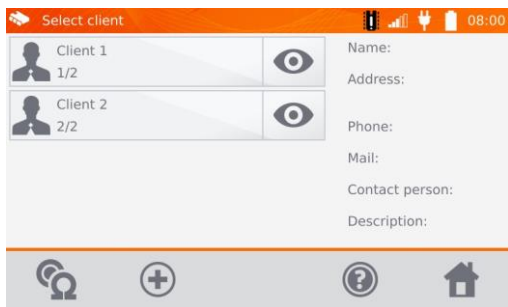 Select client
08:00
Client 1
1/2
Client 2
2/2
Name:
Address:
Phone:
Mail:
Contact person:
Description: